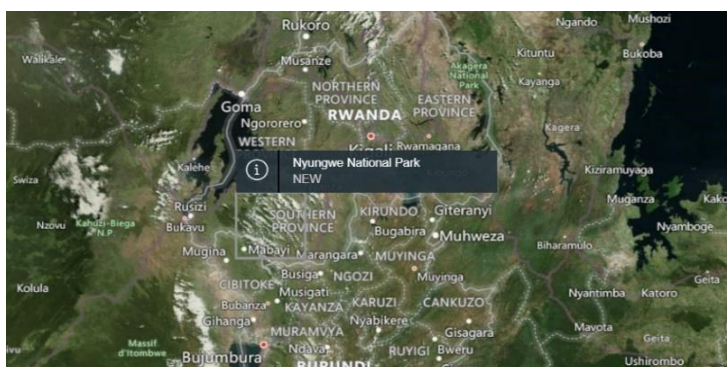 Rukoro
Ngando
Mushozi
Walikale
Musanze
Kituntu
Bukoba
Akagera
National
Park
Kayanga
NORTHERN
PROVINCE
EASTERN
PROVINCE
Goma
RWANDA
Ngororero
Kagera
WESTERN
Kigali
Rwamagana
Nyungwe National Park
NEW
Kalehe
Kiziramuyaga
Swiza
Muganza
Kako
Rusizi
Bukavu
Kahuzi-Biega
N.P.
Nzovu
SOUTHERN
PROVINCE
KIRUNDO
Giteranyi
Bugabira
Muhweza
Nyamboge
Biharamulo
Mugina
Mabayi
Marangara
MUYINGA
Busiga
NGOZI
Muyinga
Geita
Kolula
CIBITOKE
Musigati
Nyantimba
Katoro
Bubanza
KAYANZA
KARUZI
CANKUZO
Gihanga
Nyabikere
Mavota
MURAMVYA
Gisagara
Geita
Massif
d'Itombwe
Bujumbura
Ndava
RUYIGI
Bweru
BURUNDI
Ushirombo